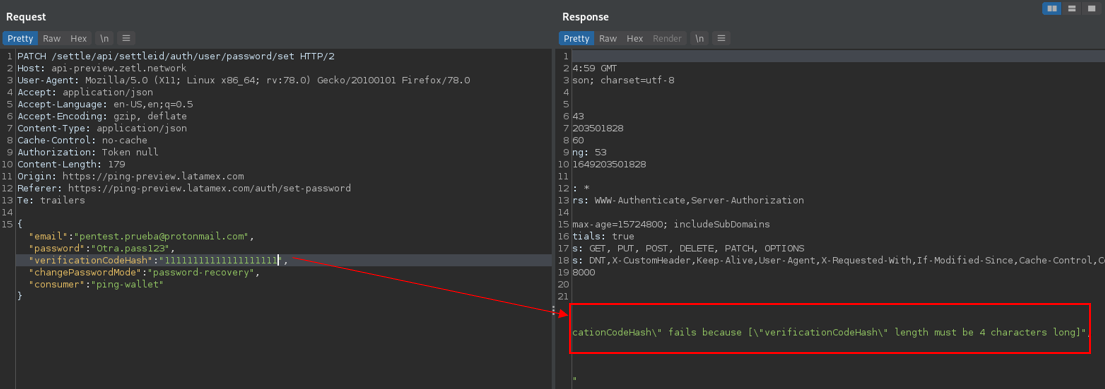 Request
Pretty Raw Hex \n
1 PATCH /settle/api/settleid/auth/user/password/set HTTP/2
2 Host: api-preview.zetl.network
3 User-Agent: Mozilla/5.0 (X11; Linux x86_64; rv:78.0) Gecko/20100101 Firefox/78.0
4 Accept: application/json
5 Accept-Language: en-US,en;q=0.5
6 Accept-Encoding: gzip, deflate
7 Content-Type: application/json
8 Cache-Control: no-cache
9 Authorization: Token null
10 Content-Length: 179
11 Origin: https://ping-preview.latamex.com
12 Referer: https://ping-preview.latamex.com/auth/set-password
13 Te: trailers
14
15 {
"email":"pentest.prueba@protonmail.com",
"password":"Otra.pass123",
"verificationCodeHash":"11111111111111111111",
"changePasswordMode":"password-recovery",
"consumer":"ping-wallet"
}
Response
Pretty Raw Hex Render \n
1
2 4:59 GMT
3 son; charset=utf-8
4
5
6 43
7 203501828
8 60
9 ng: 53
10 1649203501828
11
12 : *
13 rs: WWW-Authenticate,Server-Authorization
14
15 max-age=15724800; includeSubDomains
16 tials: true
17 s: GET, PUT, POST, DELETE, PATCH, OPTIONS
18 s: DNT,X-CustomHeader,Keep-Alive,User-Agent,X-Requested-With,If-Modified-Since,Cache-Control,Co
19 8000
20
21
cationCodeHash\" fails because [\"verificationCodeHash\" length must be 4 characters long]",
"